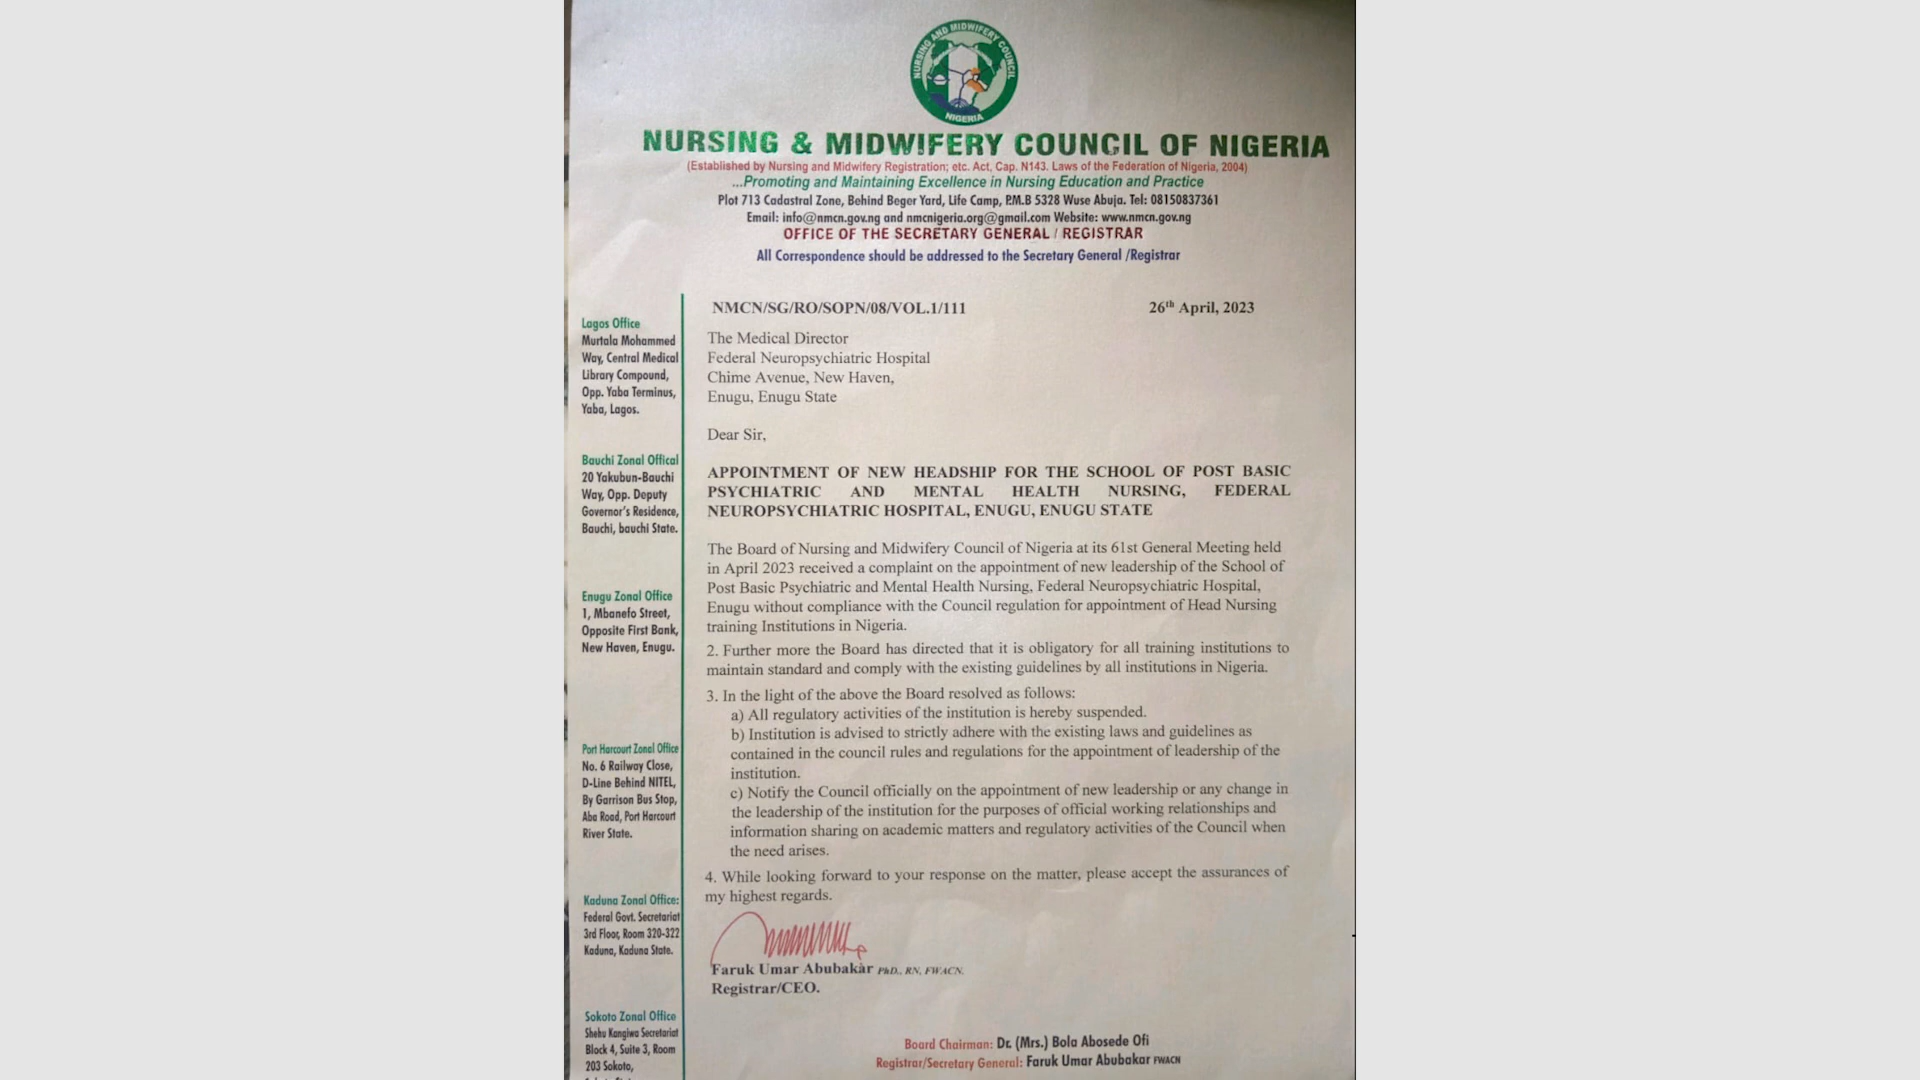 NURSING AND MIDWIFERY COUNCIL
NIGERIA
NURSING & MIDWIFERY COUNCIL OF NIGERIA
(Established by Nursing and Midwifery Registration; etc. Act, Cap. N143. Laws of the Federation of Nigeria, 2004)
...Promoting and Maintaining Excellence in Nursing Education and Practice
Plot 713 Cadastral Zone, Behind Beger Yard, Life Camp, P.M.B 5328 Wuse Abuja. Tel: 08150837361
Email: info@nmcn.gov.ng and nmcnigeria.org@gmail.com Website: www.nmcn.gov.ng
OFFICE OF THE SECRETARY GENERAL / REGISTRAR
All Correspondence should be addressed to the Secretary General /Registrar
Lagos Office
Murtala Mohammed
Way, Central Medical
Library Compound,
Opp. Yaba Terminus,
Yaba, Lagos.
Bauchi Zonal Offical
20 Yakubun-Bauchi
Way, Opp. Deputy
Governor's Residence,
Bauchi, bauchi State.
Enugu Zonal Office
1, Mbanefo Street,
Opposite First Bank,
New Haven, Enugu.
Port Harcourt Zonal Office
No. 6 Railway Close,
D-Line Behind NITEL,
By Garrison Bus Stop,
Aba Road, Port Harcourt
River State.
Kaduna Zonal Office:
Federal Govt. Secretariat
3rd Floor, Room 320-322
Kaduna, Kaduna State.
Sokoto Zonal Office
Shehu Kangiwa Secretariat
Block 4, Suite 3, Room
203 Sokoto,
NMCN/SG/RO/SOPN/08/VOL.1/111 26th April, 2023
The Medical Director
Federal Neuropsychiatric Hospital
Chime Avenue, New Haven,
Enugu, Enugu State
Dear Sir,
APPOINTMENT OF NEW HEADSHIP FOR THE SCHOOL OF POST BASIC
PSYCHIATRIC AND MENTAL HEALTH NURSING, FEDERAL
NEUROPSYCHIATRIC HOSPITAL, ENUGU, ENUGU STATE
The Board of Nursing and Midwifery Council of Nigeria at its 61st General Meeting held
in April 2023 received a complaint on the appointment of new leadership of the School of
Post Basic Psychiatric and Mental Health Nursing, Federal Neuropsychiatric Hospital,
Enugu without compliance with the Council regulation for appointment of Head Nursing
training Institutions in Nigeria.
2. Further more the Board has directed that it is obligatory for all training institutions to
maintain standard and comply with the existing guidelines by all institutions in Nigeria.
3. In the light of the above the Board resolved as follows:
a) All regulatory activities of the institution is hereby suspended.
b) Institution is advised to strictly adhere with the existing laws and guidelines as
contained in the council rules and regulations for the appointment of leadership of the
institution.
c) Notify the Council officially on the appointment of new leadership or any change in
the leadership of the institution for the purposes of official working relationships and
information sharing on academic matters and regulatory activities of the Council when
the need arises.
4. While looking forward to your response on the matter, please accept the assurances of
my highest regards.
Faruk Umar Abubakar PhD., RN, FWACN.
Registrar/CEO.
Board Chairman: Dr. (Mrs.) Bola Abosede Ofi
Registrar/Secretary General: Faruk Umar Abubakar FWACN